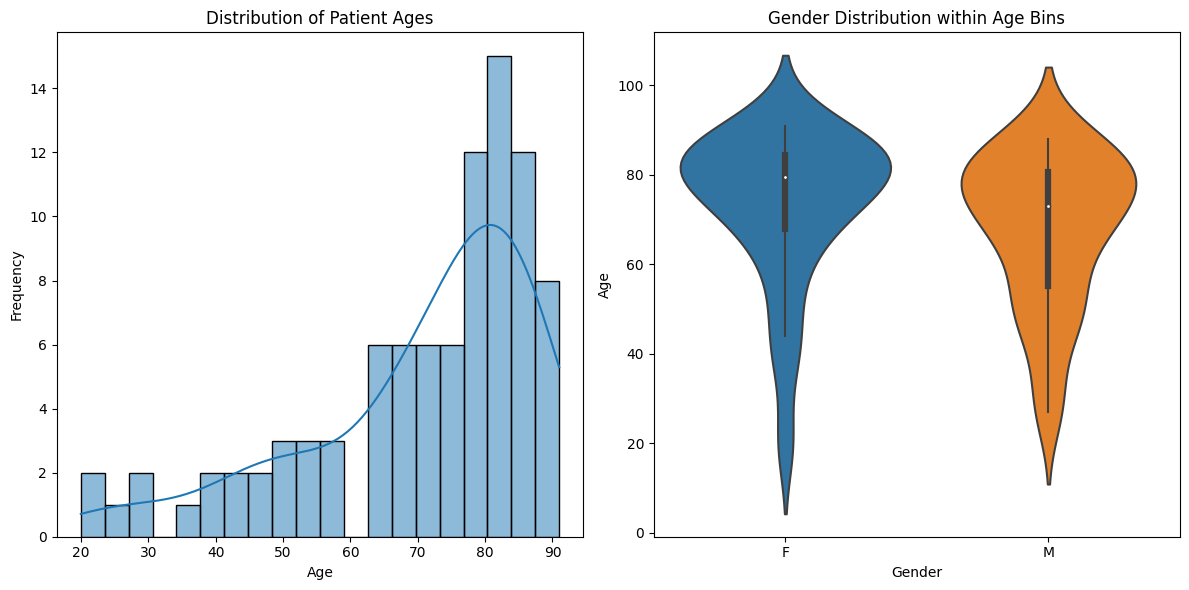 Distribution of Patient Ages
Frequency
14
12
10
8
6
4
2
0
20 30 40 50 60 70 80 90
Age
Gender Distribution within Age Bins
Age
100
80
60
40
20
0
F M
Gender